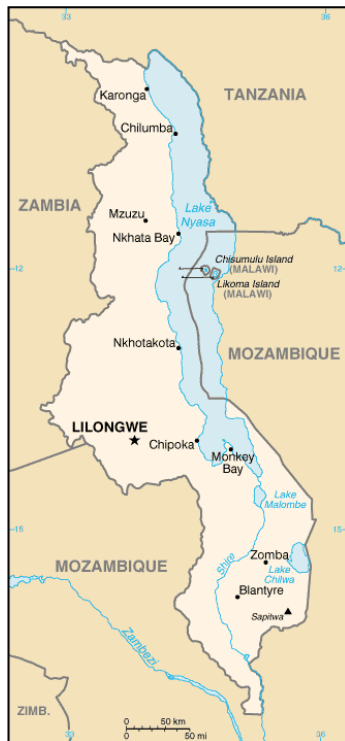 33
36
Karonga
TANZANIA
Chilumba
ZAMBIA
Mzuzu
Lake
Nyasa
Nkhata Bay
Chisumulu Island
(MALAWI)
12
12
Likoma Island
(MALAWI)
Nkhotakota
MOZAMBIQUE
LILONGWE
Chipoka
Monkey
Bay
Lake
Malombe
15
15
Shire
Zomba
MOZAMBIQUE
Lake
Chilwa
Blantyre
Sapitwa
Zambezi
ZIMB.
0
50 km
0
50 mi
33
36